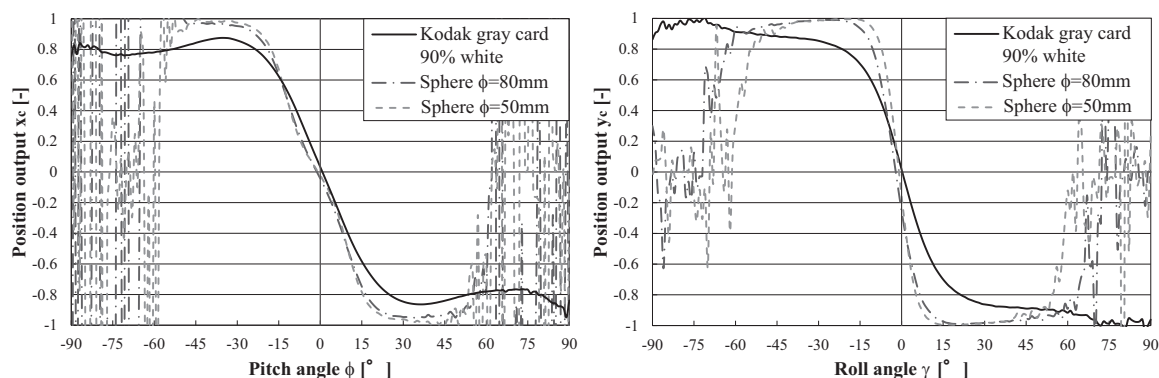 Position output xc [-]
1
0.8
0.6
0.4
0.2
0
-0.2
-0.4
-0.6
-0.8
-1
-90 -75 -60 -45 -30 -15 0 15 30 45 60 75 90
Pitch angle ϕ [° ]
Kodak gray card
90% white
Sphere ϕ=80mm
Sphere ϕ=50mm
Position output yc [-]
1
0.8
0.6
0.4
0.2
0
-0.2
-0.4
-0.6
-0.8
-1
-90 -75 -60 -45 -30 -15 0 15 30 45 60 75 90
Roll angle γ [° ]
Kodak gray card
90% white
Sphere ϕ=80mm
Sphere ϕ=50mm